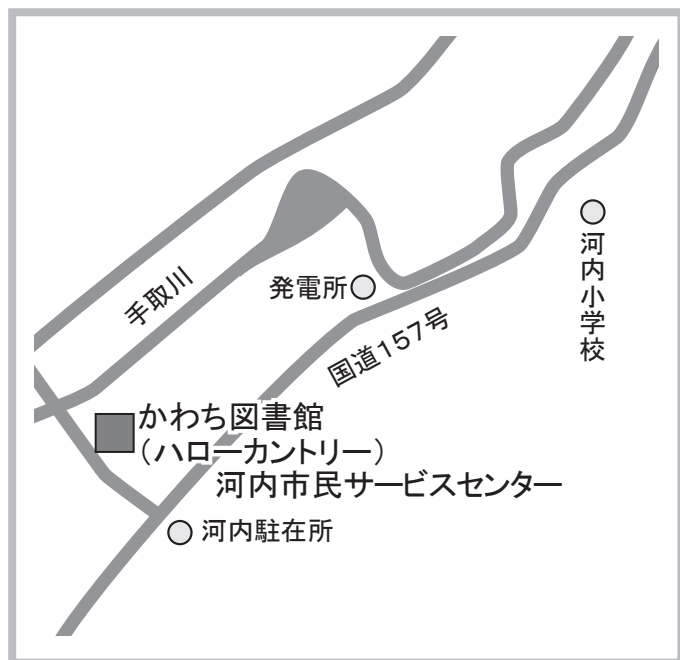 河内小学校
発電所
手取川
国道157号
かわち図書館
（ハローカントリー）
河内市民サービスセンター
河内駐在所